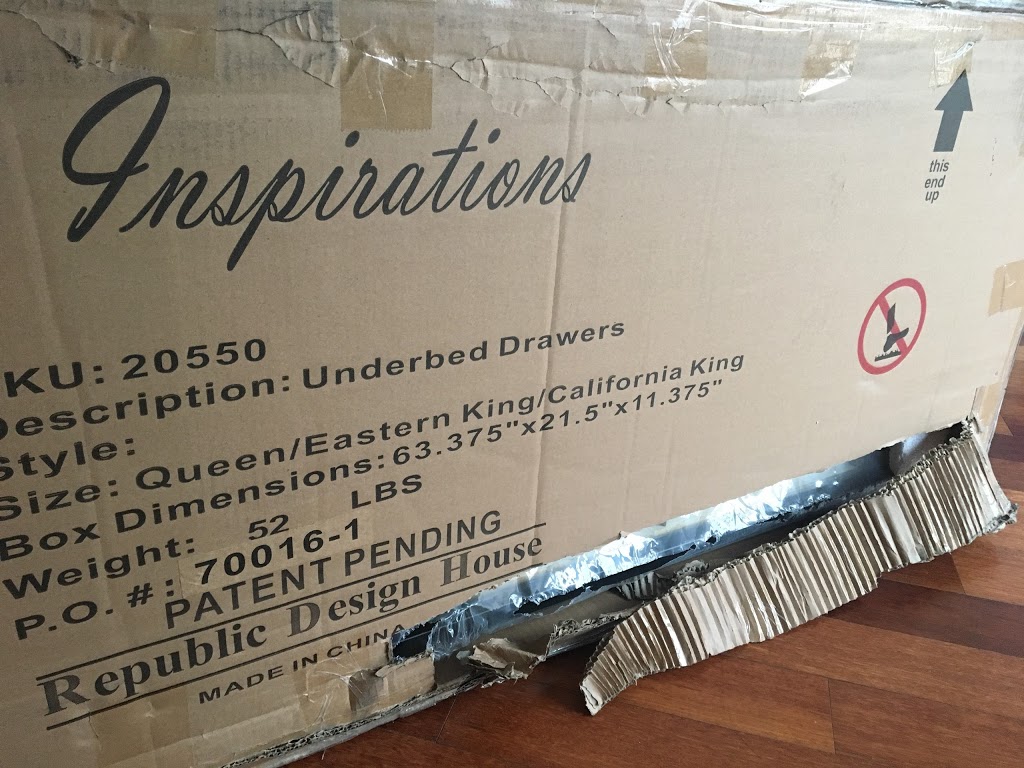 Inspirations
this
end
up
KU: 20550
Description: Underbed Drawers
Style:
Size: Queen/Eastern King/California King
Box Dimensions: 63.375"x21.5"x11.375"
Weight: 52 LBS
P.O. #: 70016-1
PATENT PENDING
Republic Design House
MADE IN CHINA